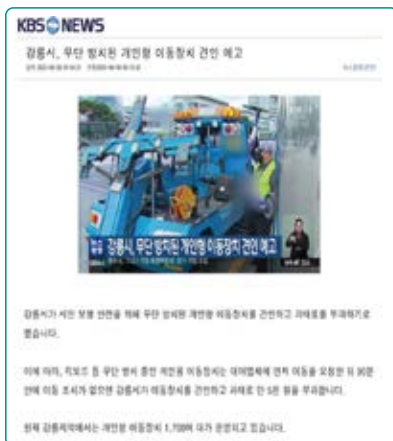 KBS NEWS
강릉시, 무단 방치된 개인형 이동장치 견인 예고
뉴스
강릉시, 무단 방치된 개인형 이동장치 견인 예고
강릉시가 시민 보행 안전을 위해 무단 방치된 개인형 이동장치를 견인하고 과태료를 부과하기로
했습니다.
이에 따라, 킥보드 등 무단 방치 중인 개인용 이동장치는 대여업체에 먼저 이동을 요청한 뒤 30분
안에 이동 조치가 없으면 강릉시가 이동장치를 견인하고 과태료 만 5천 원을 부과합니다.
현재 강릉지역에서는 개인형 이동장치 1,700여 대가 운영되고 있습니다.